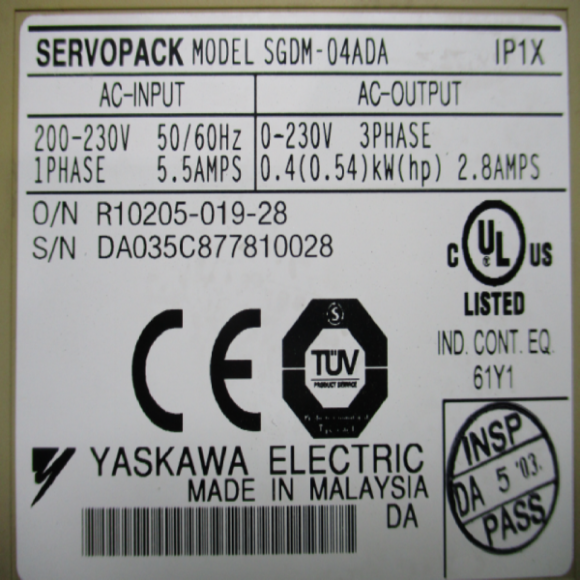 SERVOPACK MODEL SGDM-04ADA IP1X
AC-INPUT AC-OUTPUT
200-230V 50/60Hz 0-230V 3PHASE
1PHASE 5.5AMPS 0.4(0.54)kW(hp) 2.8AMPS
O/N R10205-019-28
S/N DA035C877810028
C UL US
LISTED
IND. CONT. EQ.
61Y1
CE
S
TÜV
PRODUCT SERVICE
YASKAWA ELECTRIC
MADE IN MALAYSIA
DA
INSP
DA 5 '03.
PASS